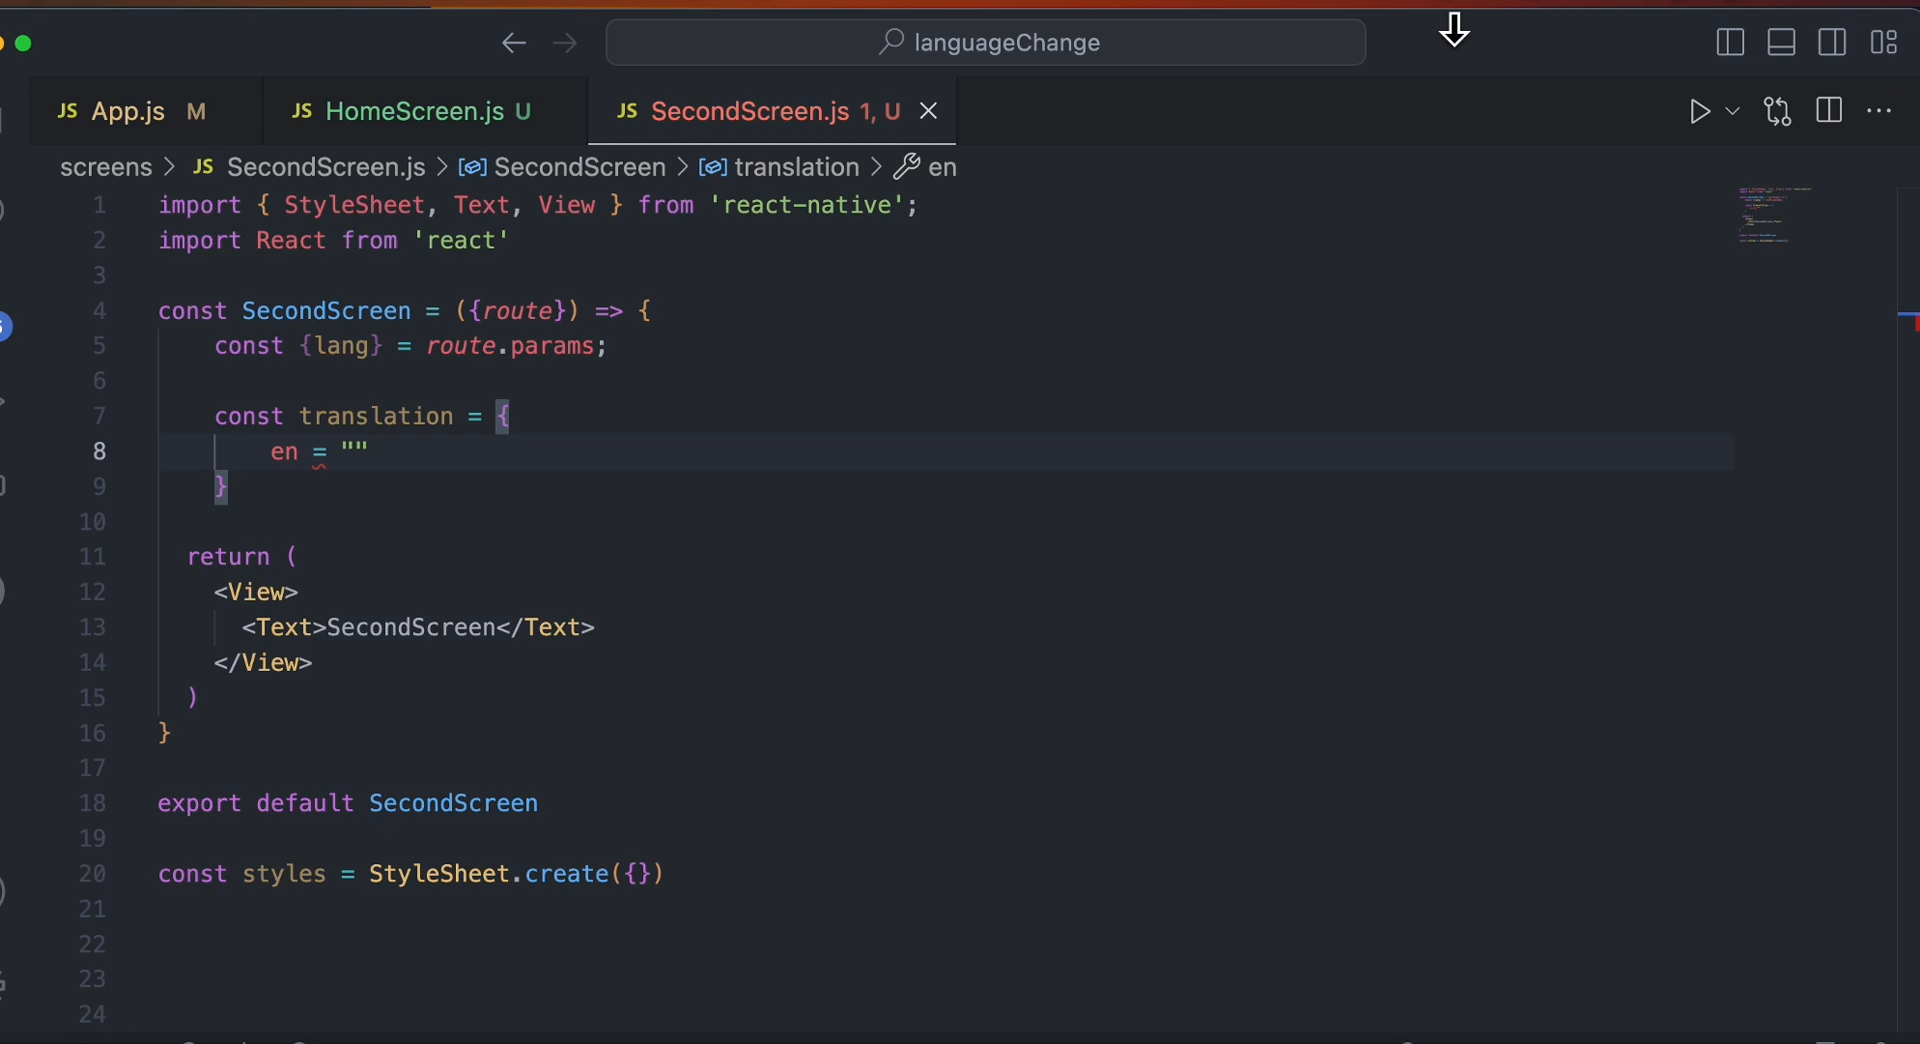 languageChange
JS App.js M JS HomeScreen.js U JS SecondScreen.js 1, U
screens > JS SecondScreen.js > SecondScreen > translation > en
1 import { StyleSheet, Text, View } from 'react-native';
2 import React from 'react'
3
4 const SecondScreen = ({route}) => {
5 const {lang} = route.params;
6
7 const translation = {
8 en = ""
9 }
10
11 return (
12 <View>
13 <Text>SecondScreen</Text>
14 </View>
15 )
16 }
17
18 export default SecondScreen
19
20 const styles = StyleSheet.create({})
21
22
23
24